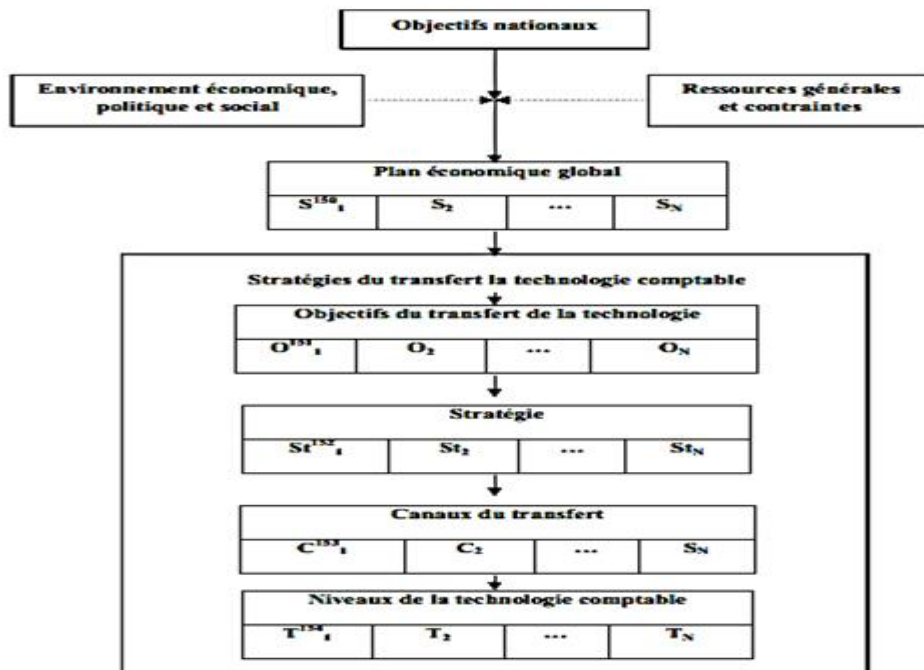 Objectifs nationaux
Environnement économique,
politique et social
Ressources générales
et contraintes
Plan économique global
S¹⁵⁰₁ S₂ ... S_N
Stratégies du transfert la technologie comptable
Objectifs du transfert de la technologie
O¹⁵¹₁ O₂ ... O_N
Stratégie
St¹⁵²₁ St₂ ... St_N
Canaux du transfert
C¹⁵³₁ C₂ ... S_N
Niveaux de la technologie comptable
T¹⁵⁴₁ T₂ ... T_N